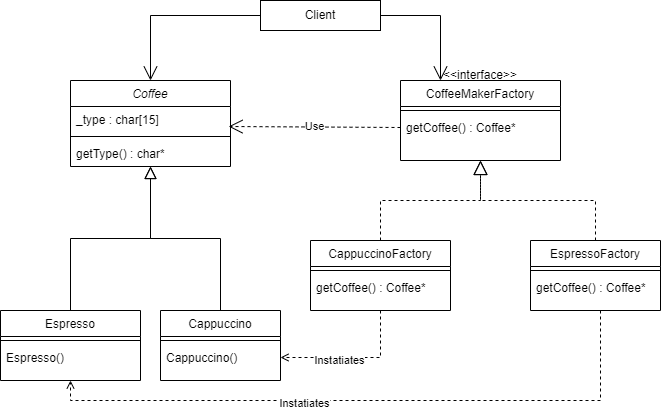 Client
Coffee
_type : char[15]
getType() : char*
<<interface>>
CoffeeMakerFactory
getCoffee() : Coffee*
Use
CappuccinoFactory
getCoffee() : Coffee*
EspressoFactory
getCoffee() : Coffee*
Espresso
Espresso()
Cappuccino
Cappuccino()
Instatiates
Instatiates